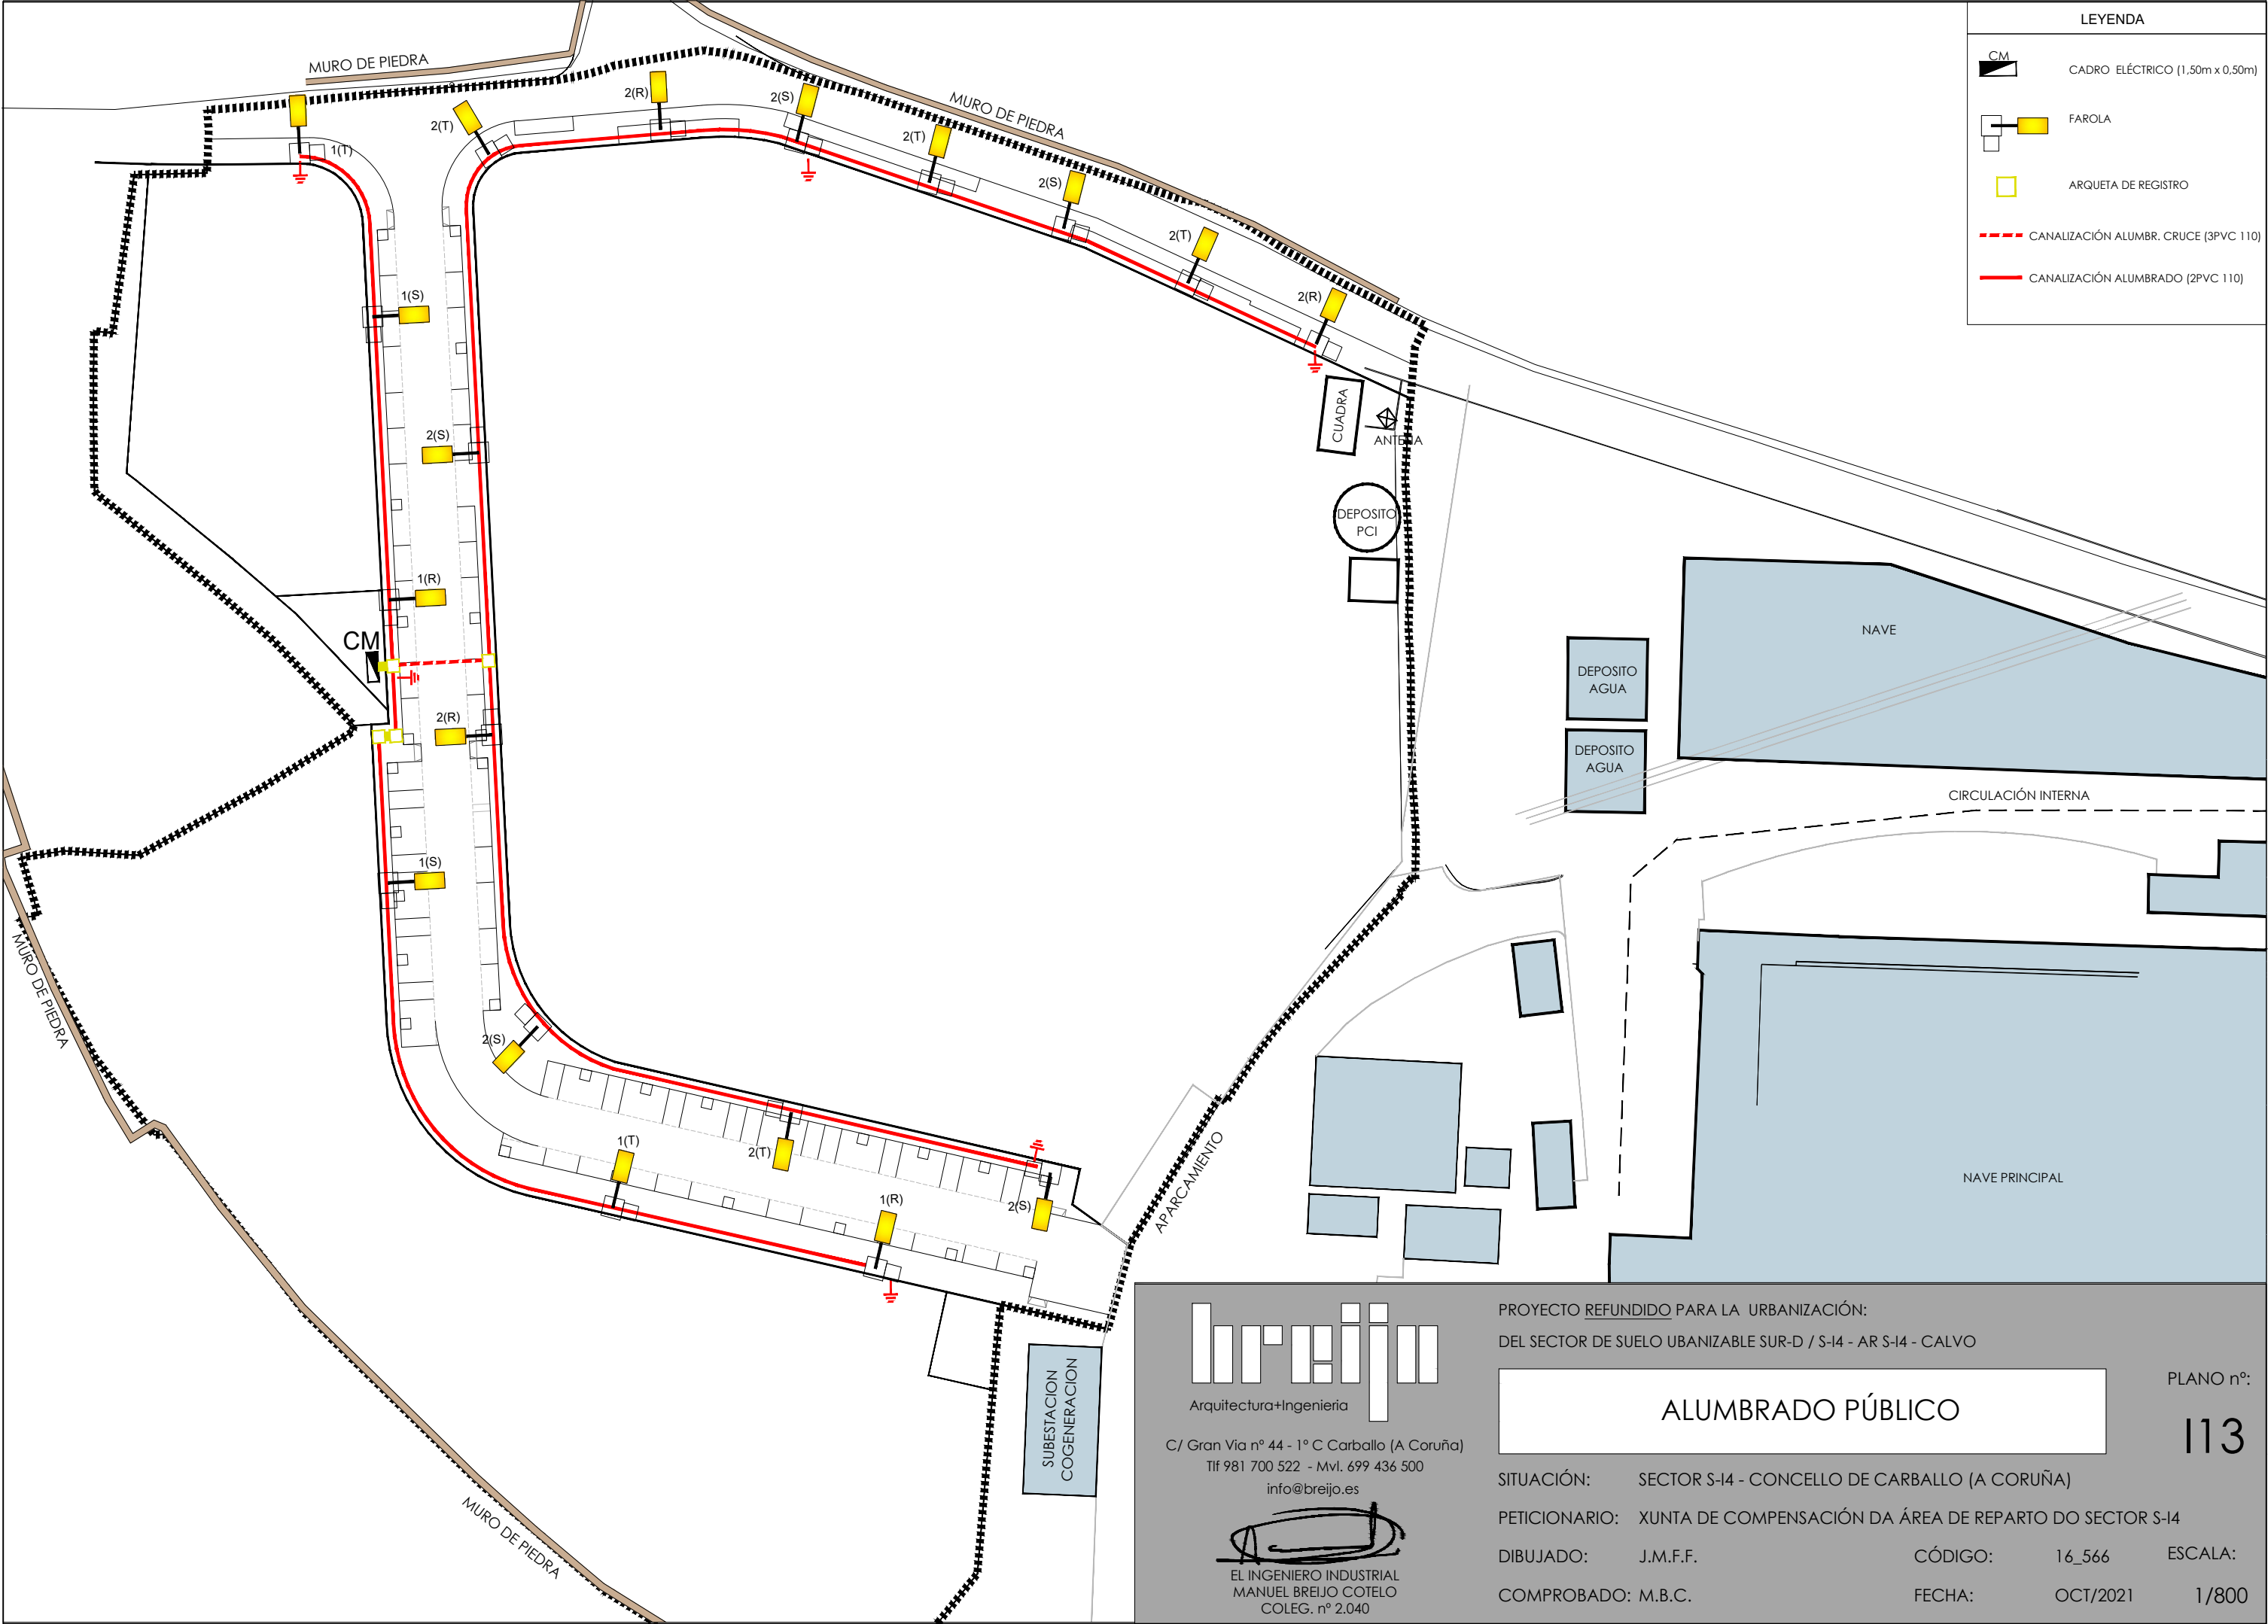 LEYENDA
CM
CADRO ELÉCTRICO (1,50m x 0,50m)
FAROLA
ARQUETA DE REGISTRO
CANALIZACIÓN ALUMBR. CRUCE (3PVC 110)
CANALIZACIÓN ALUMBRADO (2PVC 110)
MURO DE PIEDRA
MURO DE PIEDRA
2(R)
2(S)
2(T)
2(T)
1(T)
2(S)
2(T)
1(S)
2(R)
2(S)
CUADRA
ANTENA
DEPOSITO
PCI
1(R)
CM
2(R)
NAVE
DEPOSITO
AGUA
DEPOSITO
AGUA
CIRCULACIÓN INTERNA
1(S)
MURO DE PIEDRA
2(S)
1(T)
2(T)
1(R)
2(S)
APARCAMIENTO
NAVE PRINCIPAL
SUBESTACION
COGENERACION
MURO DE PIEDRA
breijo
Arquitectura+Ingenieria
C/ Gran Via nº 44 - 1º C Carballo (A Coruña)
Tlf 981 700 522 - Mvl. 699 436 500
info@breijo.es
EL INGENIERO INDUSTRIAL
MANUEL BREIJO COTELO
COLEG. nº 2.040
PROYECTO REFUNDIDO PARA LA URBANIZACIÓN:
DEL SECTOR DE SUELO UBANIZABLE SUR-D / S-I4 - AR S-I4 - CALVO
ALUMBRADO PÚBLICO
PLANO nº:
I13
SITUACIÓN: SECTOR S-I4 - CONCELLO DE CARBALLO (A CORUÑA)
PETICIONARIO: XUNTA DE COMPENSACIÓN DA ÁREA DE REPARTO DO SECTOR S-I4
DIBUJADO: J.M.F.F. CÓDIGO: 16_566 ESCALA:
COMPROBADO: M.B.C. FECHA: OCT/2021 1/800